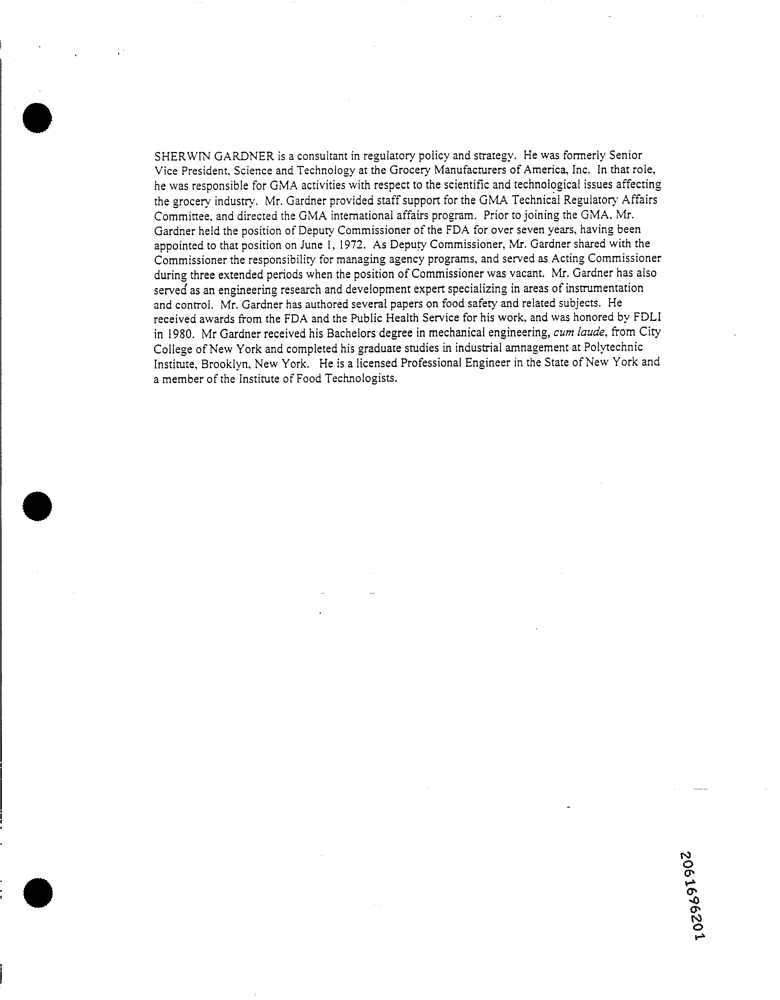 SHERWIN GARDNER is a consultant in regulatory policy and strategy. He was formerly Senior
Vice President, Science and Technology at the Grocery Manufacturers of America, Inc. In that role,
he was responsible for GMA activities with respect to the scientific and technological issues affecting
the grocery industry. Mr. Gardner provided staff support for the GMA Technical Regulatory Affairs
Committee, and directed the GMA international affairs program. Prior to joining the GMA, Mr.
Gardner held the position of Deputy Commissioner of the FDA for over seven years, having been
appointed to that position on June 1, 1972. As Deputy Commissioner, Mr. Gardner shared with the
Commissioner the responsibility for managing agency programs, and served as Acting Commissioner
during three extended periods when the position of Commissioner was vacant. Mr. Gardner has also
served as an engineering research and development expert specializing in areas of instrumentation
and control. Mr. Gardner has authored several papers on food safety and related subjects. He
received awards from the FDA and the Public Health Service for his work, and was honored by FDLI
in 1980. Mr Gardner received his Bachelors degree in mechanical engineering, cum laude, from City
College of New York and completed his graduate studies in industrial amnagement at Polytechnic
Institute, Brooklyn, New York. He is a licensed Professional Engineer in the State of New York and
a member of the Institute of Food Technologists.
2061696201